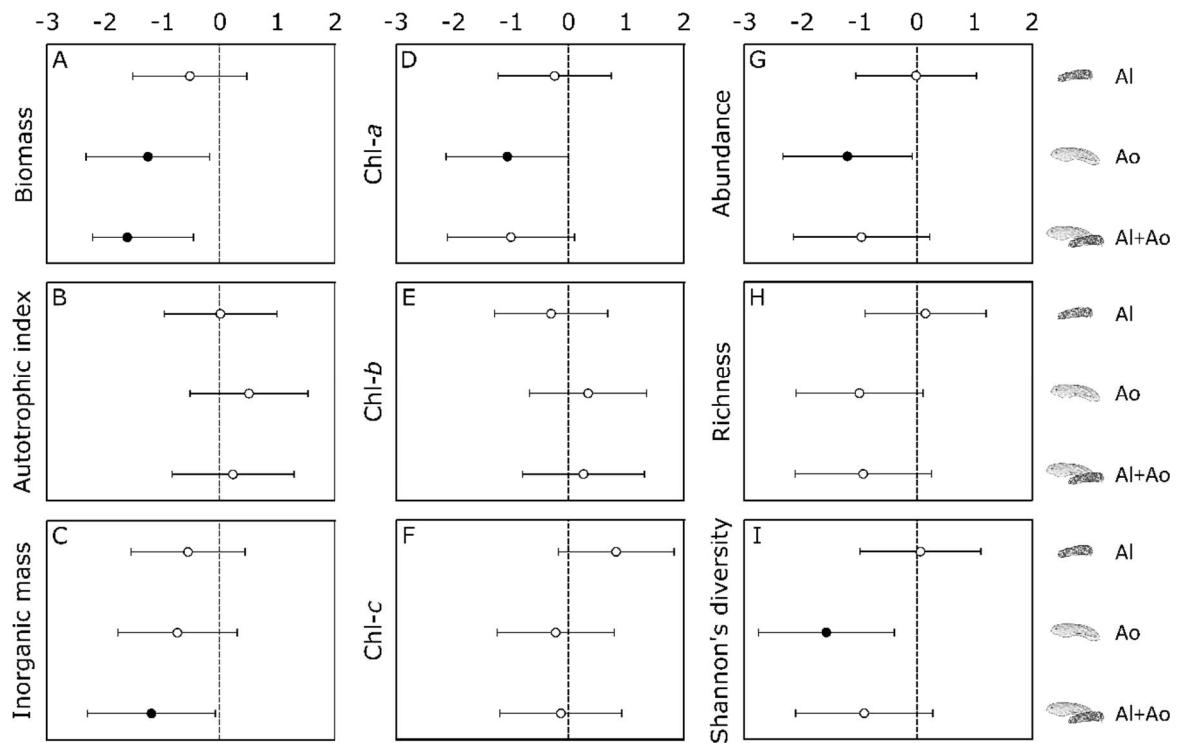 -3 -2 -1 0 1 2 -3 -2 -1 0 1 2 -3 -2 -1 0 1 2
A
Biomass
D
Chl-a
G
Abundance
Al
Ao
Al+Ao
B
Autotrophic index
E
Chl-b
H
Richness
Al
Ao
Al+Ao
C
Inorganic mass
F
Chl-c
I
Shannon's diversity
Al
Ao
Al+Ao